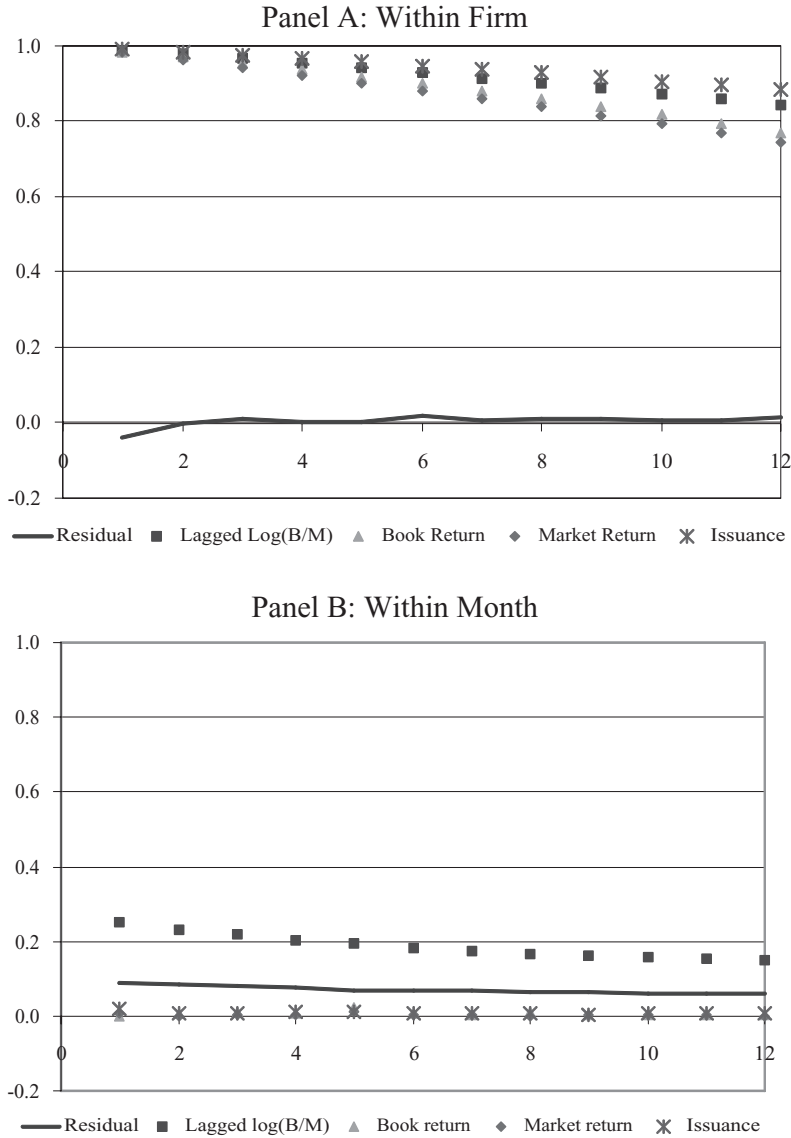 Panel A: Within Firm
1.0
0.8
0.6
0.4
0.2
0.0
-0.2
0 2 4 6 8 10 12
Residual Lagged Log(B/M) Book Return Market Return Issuance
Panel B: Within Month
1.0
0.8
0.6
0.4
0.2
0.0
-0.2
0 2 4 6 8 10 12
Residual Lagged log(B/M) Book return Market return Issuance